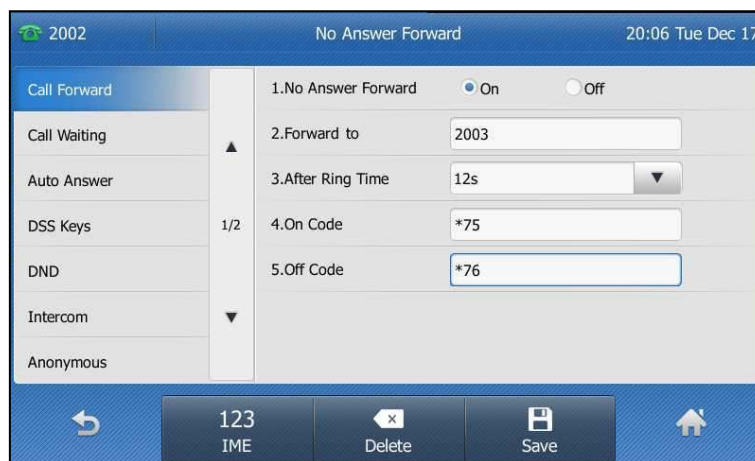 2002 No Answer Forward 20:06 Tue Dec 17
Call Forward 1.No Answer Forward On Off
Call Waiting 2.Forward to 2003
Auto Answer 3.After Ring Time 12s
DSS Keys 1/2 4.On Code *75
DND 5.Off Code *76
Intercom
Anonymous
123 IME Delete Save